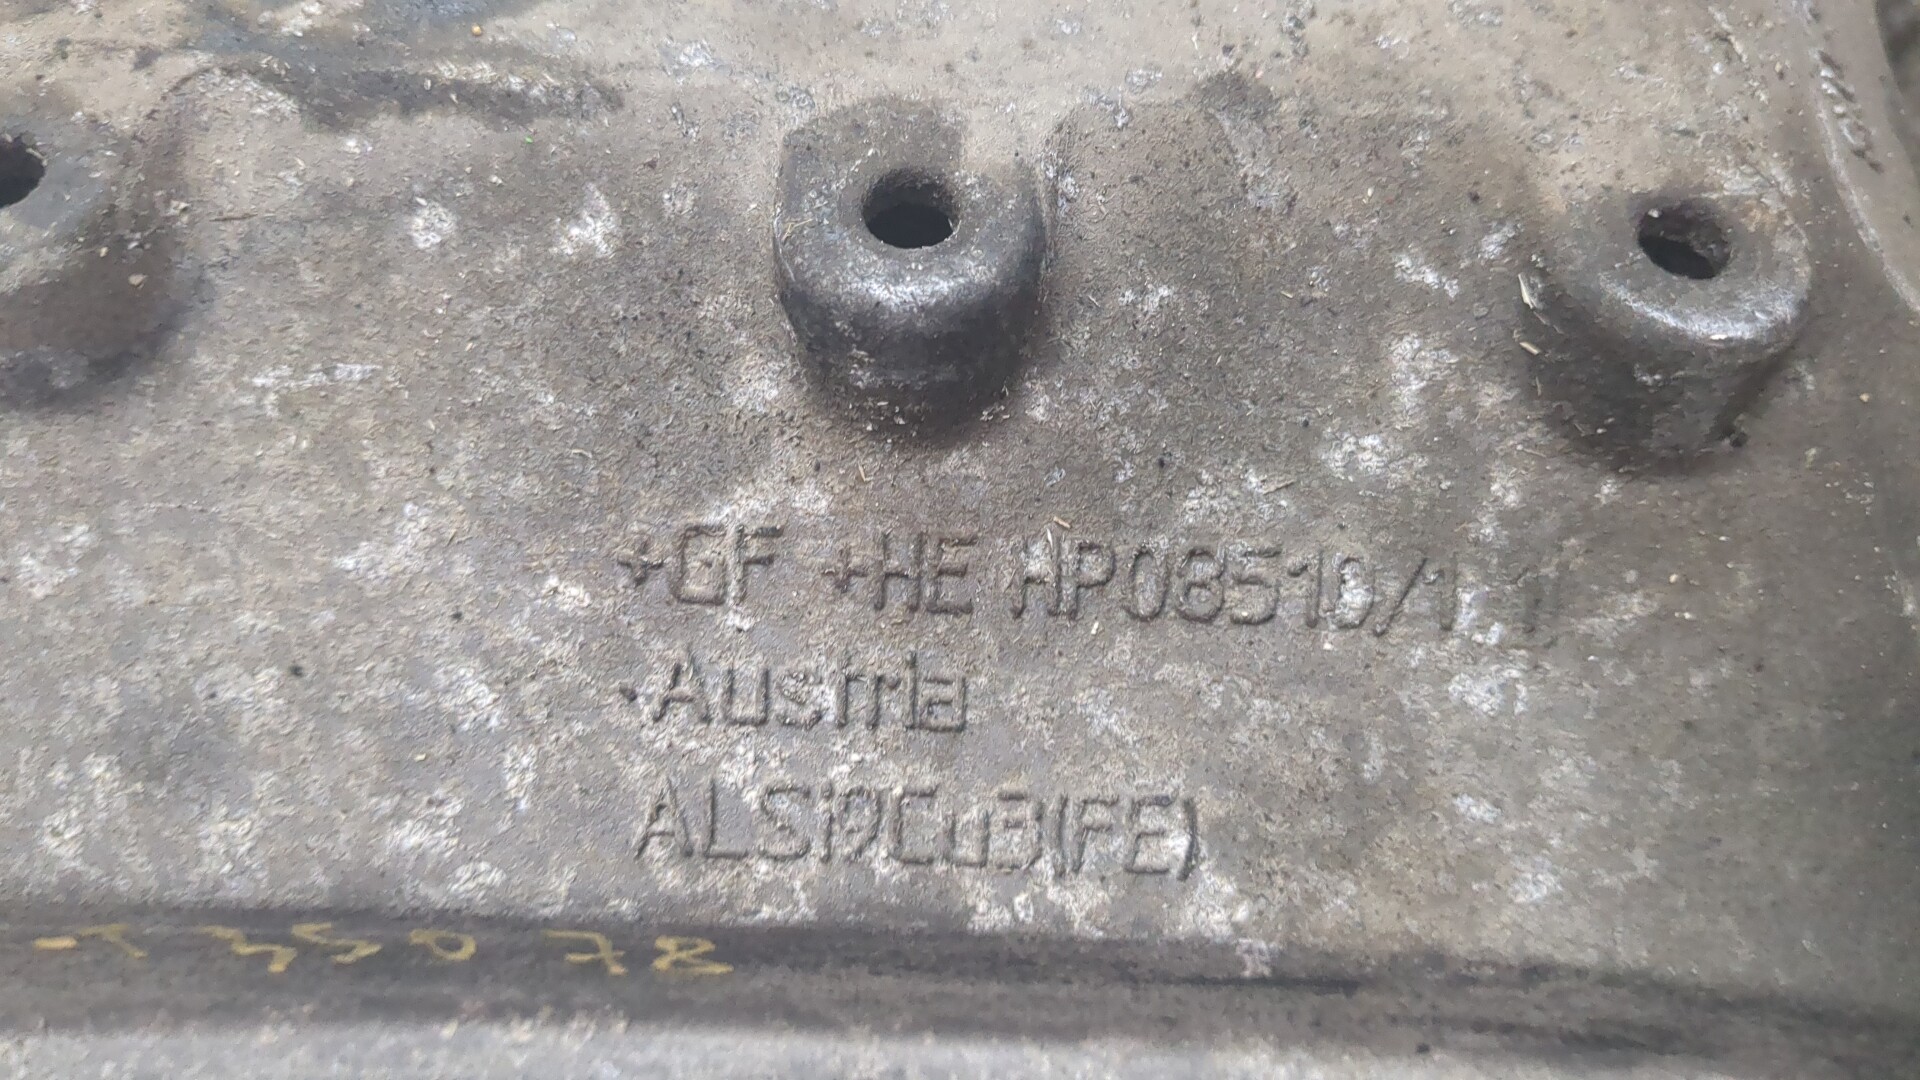 +GF +HE HP08510/1.1
Austria
ALSi9Cu3(FE)